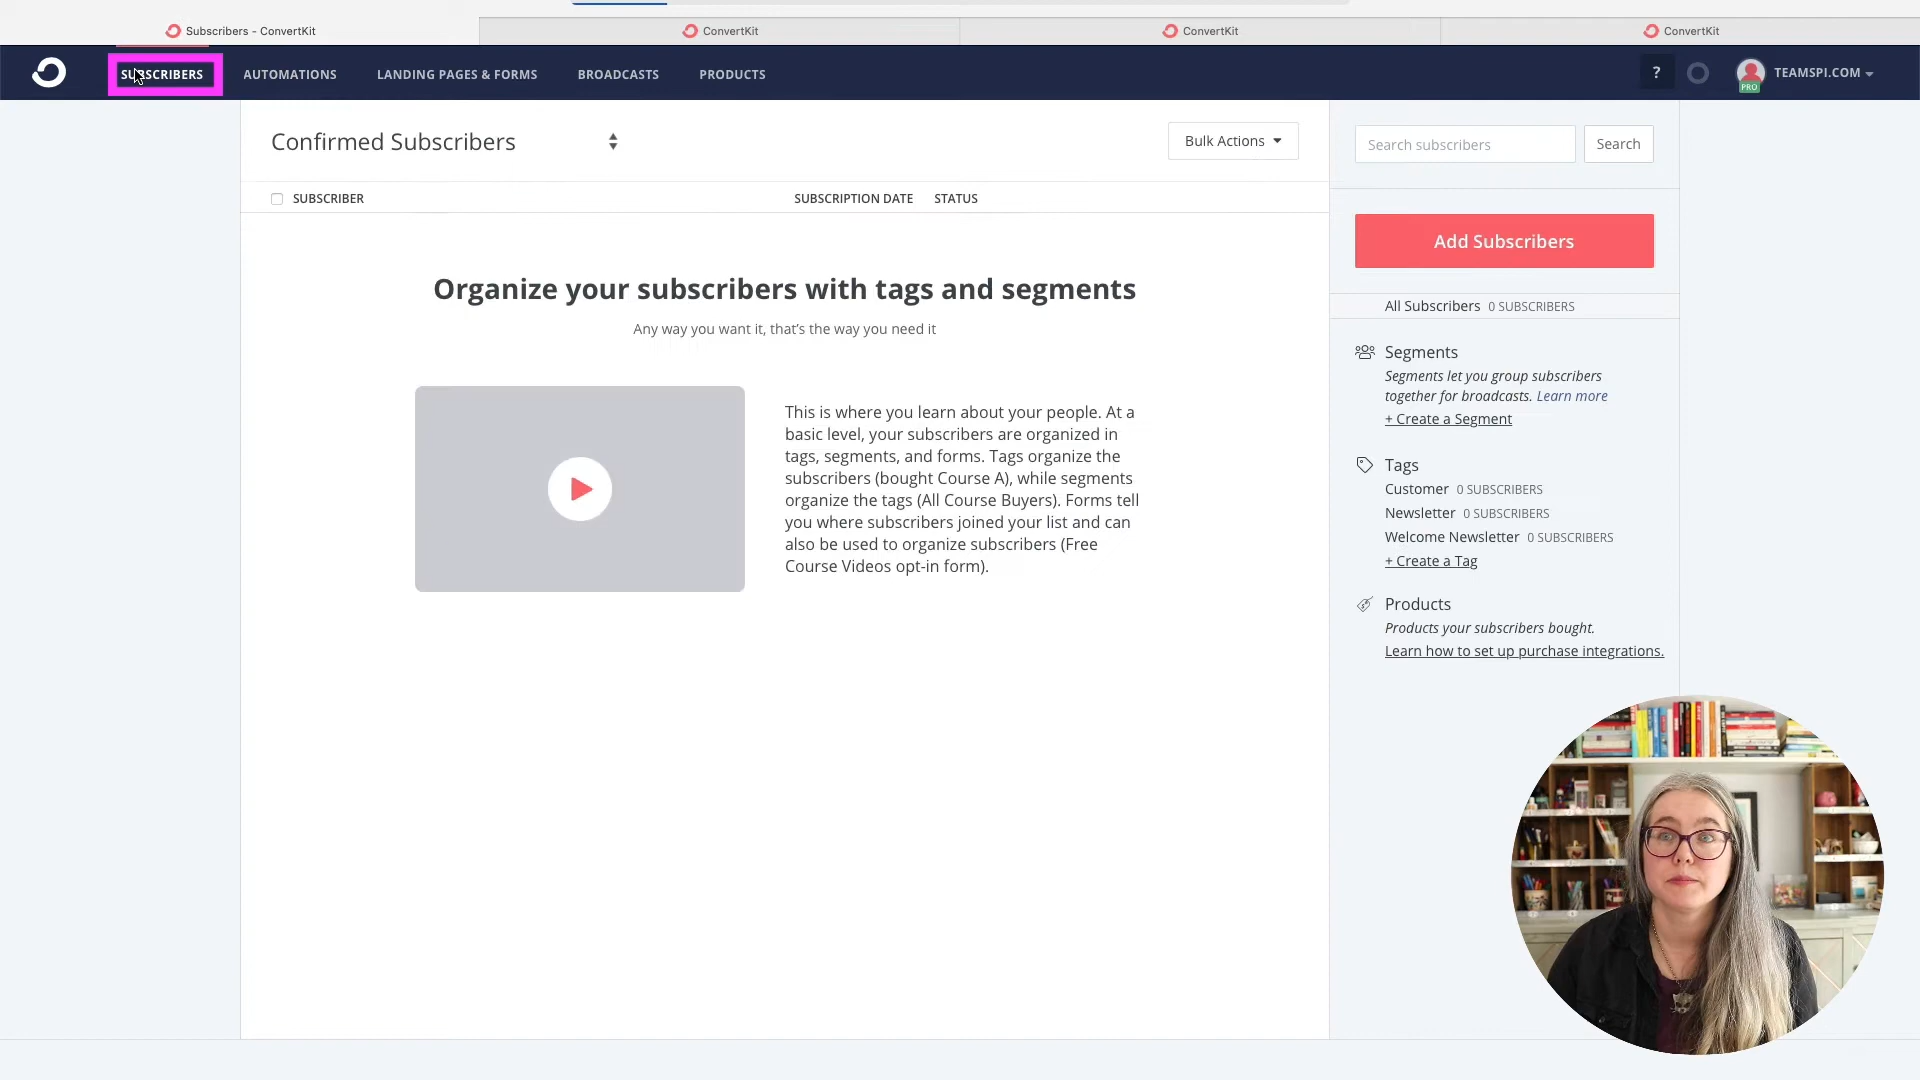 Subscribers - ConvertKit
ConvertKit
ConvertKit
ConvertKit
SUBSCRIBERS
AUTOMATIONS
LANDING PAGES & FORMS
BROADCASTS
PRODUCTS
?
PRO
TEAMSPI.COM
Confirmed Subscribers
Bulk Actions
Search subscribers
Search
SUBSCRIBER
SUBSCRIPTION DATE
STATUS
Organize your subscribers with tags and segments
Any way you want it, that's the way you need it
This is where you learn about your people. At a
basic level, your subscribers are organized in
tags, segments, and forms. Tags organize the
subscribers (bought Course A), while segments
organize the tags (All Course Buyers). Forms tell
you where subscribers joined your list and can
also be used to organize subscribers (Free
Course Videos opt-in form).
Add Subscribers
All Subscribers 0 SUBSCRIBERS
Segments
Segments let you group subscribers
together for broadcasts. Learn more
+ Create a Segment
Tags
Customer 0 SUBSCRIBERS
Newsletter 0 SUBSCRIBERS
Welcome Newsletter 0 SUBSCRIBERS
+ Create a Tag
Products
Products your subscribers bought.
Learn how to set up purchase integrations.